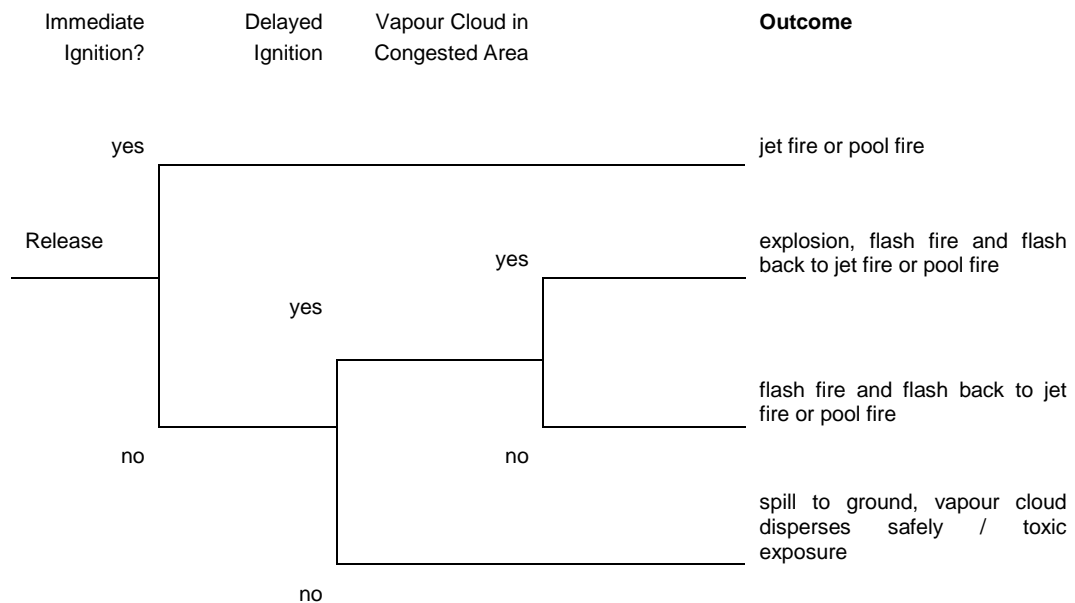 Immediate
Ignition?
Delayed
Ignition
Vapour Cloud in
Congested Area
Outcome
yes
jet fire or pool fire
Release
yes
explosion, flash fire and flash
back to jet fire or pool fire
yes
flash fire and flash back to jet
fire or pool fire
no
no
spill to ground, vapour cloud
disperses safely / toxic
exposure
no